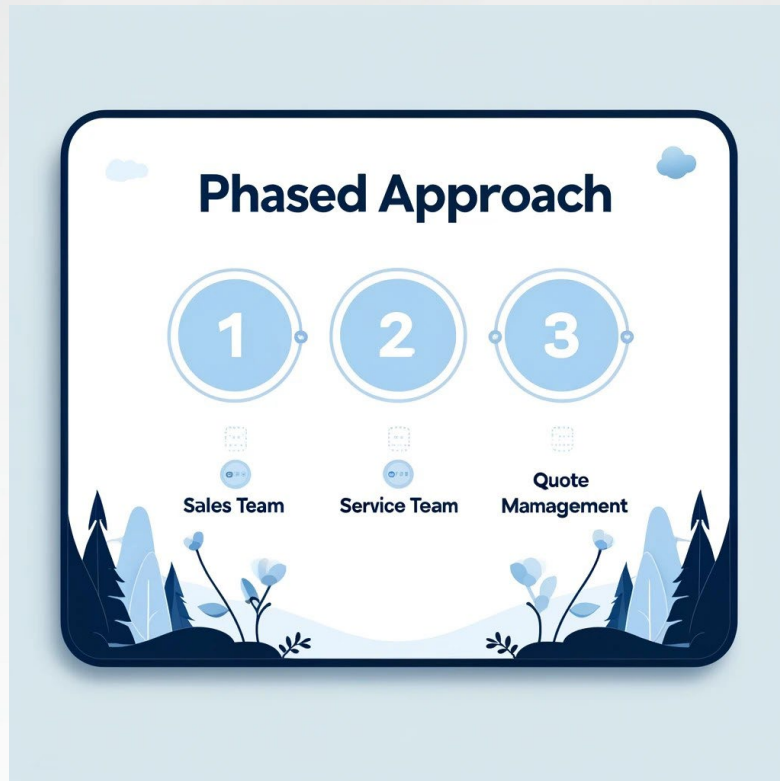 Phased Approach
1
2
3
Sales Team
Service Team
Quote
Mamagement